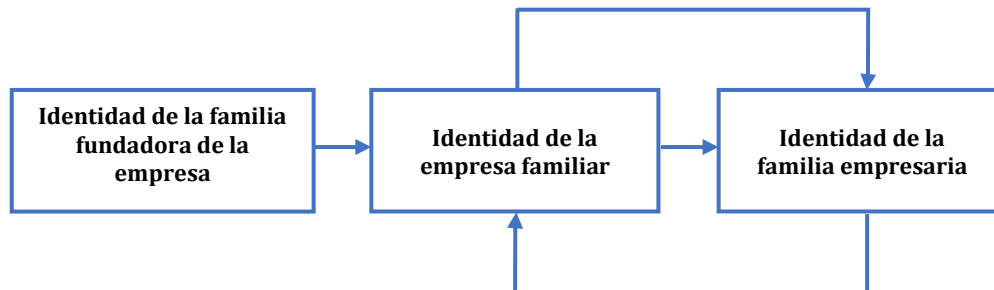 Identidad de la familia
fundadora de la
empresa
Identidad de la
empresa familiar
Identidad de la
familia empresaria